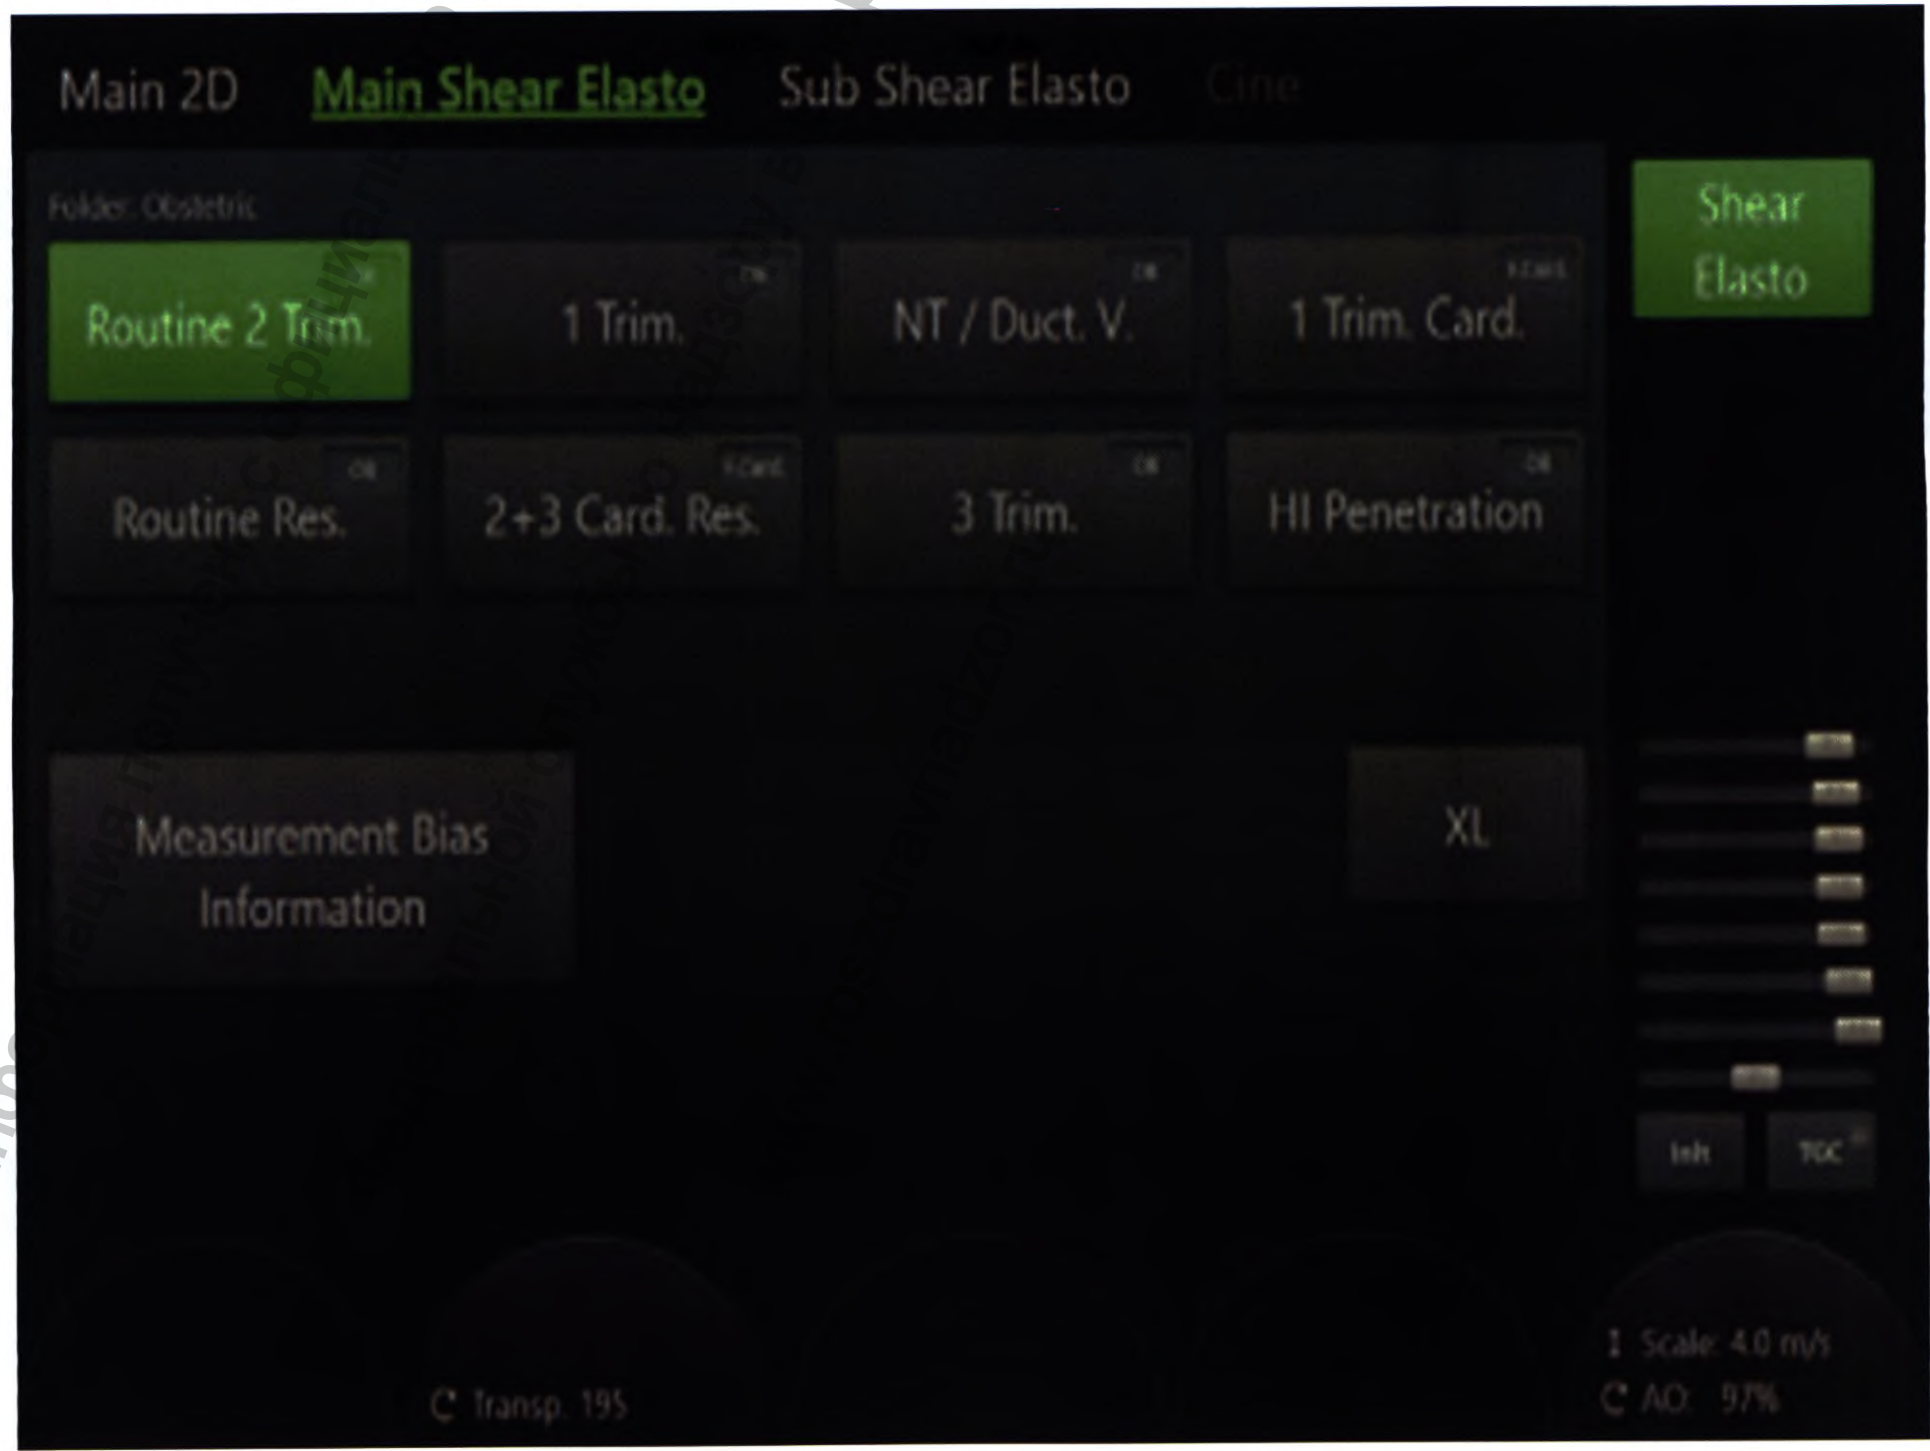 Main 2D Main Shear Elasto Sub Shear Elasto Cine
Shear
Elasto
Folder: Obstetric
Routine 2 Trim. 1 Trim. NT / Duct. V. 1 Trim. Card.
Routine Res. 2+3 Card. Res. 3 Trim. HI Penetration
Measurement Bias
Information
XL
Init TGC
Scale: 4.0 m/s
Transp. 195
AO: 97%